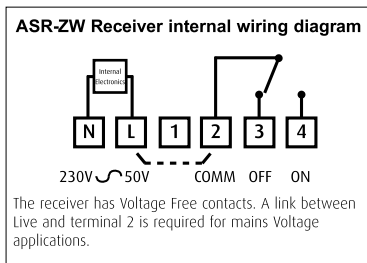 ASR-ZW Receiver internal wiring diagram
Internal
Electronics
N L 1 2 3 4
230V 50V COMM OFF ON
The receiver has Voltage Free contacts. A link between
Live and terminal 2 is required for mains Voltage
applications.